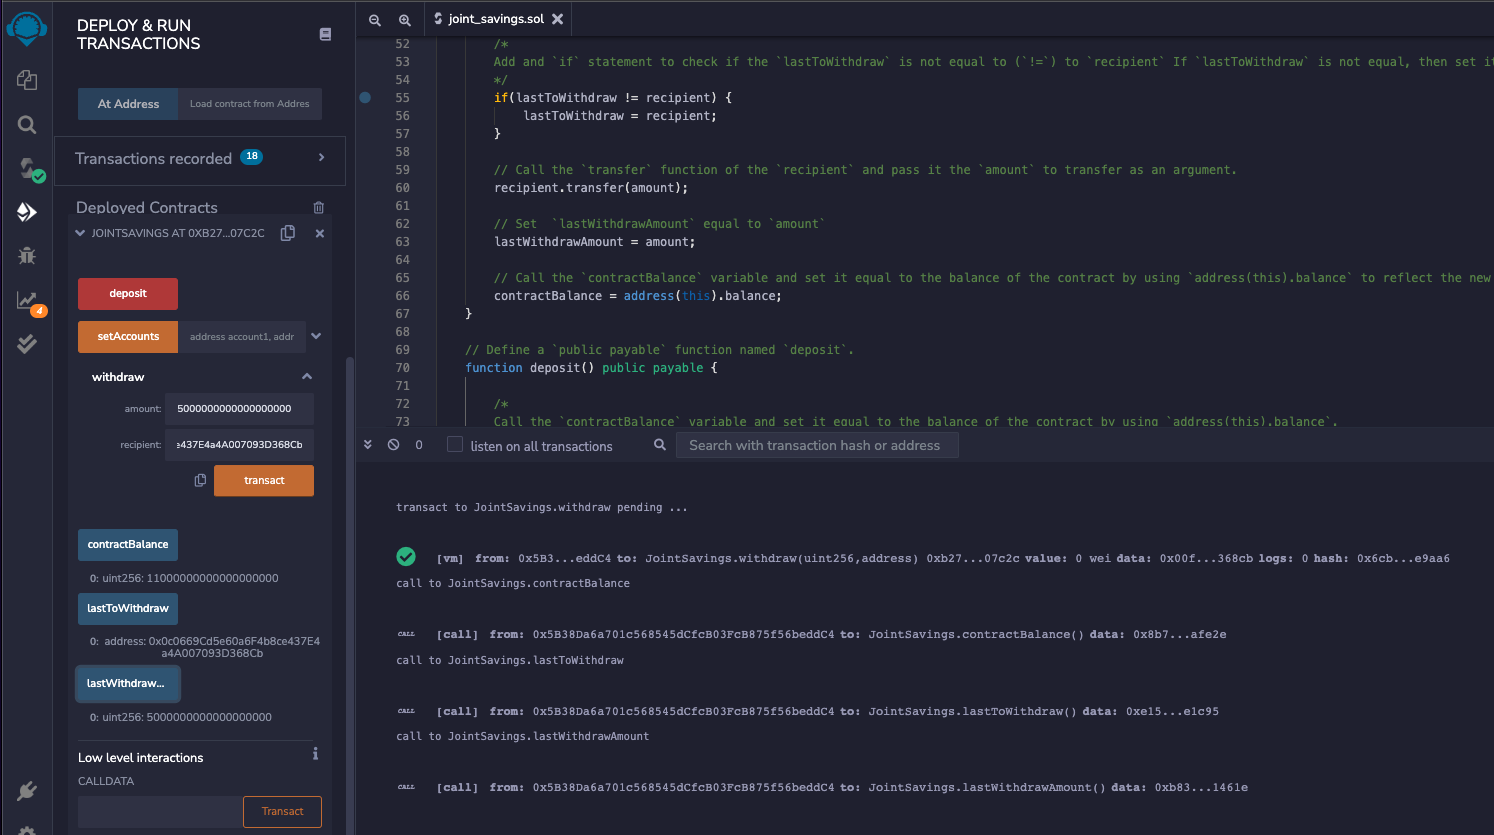 DEPLOY & RUN
TRANSACTIONS
At Address
Load contract from Addres
Transactions recorded 18
Deployed Contracts
JOINTSAVINGS AT 0XB27...07C2C
deposit
setAccounts
address account1, addr
withdraw
amount: 5000000000000000000
recipient: e437E4a4A007093D368Cb
transact
contractBalance
0: uint256: 11000000000000000000
lastToWithdraw
0: address: 0x0c0669Cd5e60a6F4b8ce437E4
a4A007093D368Cb
lastWithdraw...
0: uint256: 5000000000000000000
Low level interactions
CALLDATA
Transact
4
joint_savings.sol
52 /*
53 Add and `if` statement to check if the `lastToWithdraw` is not equal to (`!=`) to `recipient` If `lastToWithdraw` is not equal, then set it
54 */
55 if(lastToWithdraw != recipient) {
56 lastToWithdraw = recipient;
57 }
58
59 // Call the `transfer` function of the `recipient` and pass it the `amount` to transfer as an argument.
60 recipient.transfer(amount);
61
62 // Set  `lastWithdrawAmount` equal to `amount`
63 lastWithdrawAmount = amount;
64
65 // Call the `contractBalance` variable and set it equal to the balance of the contract by using `address(this).balance` to reflect the new
66 contractBalance = address(this).balance;
67 }
68
69 // Define a `public payable` function named `deposit`.
70 function deposit() public payable {
71
72 /*
73 Call the `contractBalance` variable and set it equal to the balance of the contract by using `address(this).balance`.
0
listen on all transactions
Search with transaction hash or address
transact to JointSavings.withdraw pending ...
[vm] from: 0x5B3...eddC4 to: JointSavings.withdraw(uint256,address) 0xb27...07c2c value: 0 wei data: 0x00f...368cb logs: 0 hash: 0x6cb...e9aa6
call to JointSavings.contractBalance
CALL [call] from: 0x5B38Da6a701c568545dCfcB03FcB875f56beddC4 to: JointSavings.contractBalance() data: 0x8b7...afe2e
call to JointSavings.lastToWithdraw
CALL [call] from: 0x5B38Da6a701c568545dCfcB03FcB875f56beddC4 to: JointSavings.lastToWithdraw() data: 0xe15...e1c95
call to JointSavings.lastWithdrawAmount
CALL [call] from: 0x5B38Da6a701c568545dCfcB03FcB875f56beddC4 to: JointSavings.lastWithdrawAmount() data: 0xb83...1461e